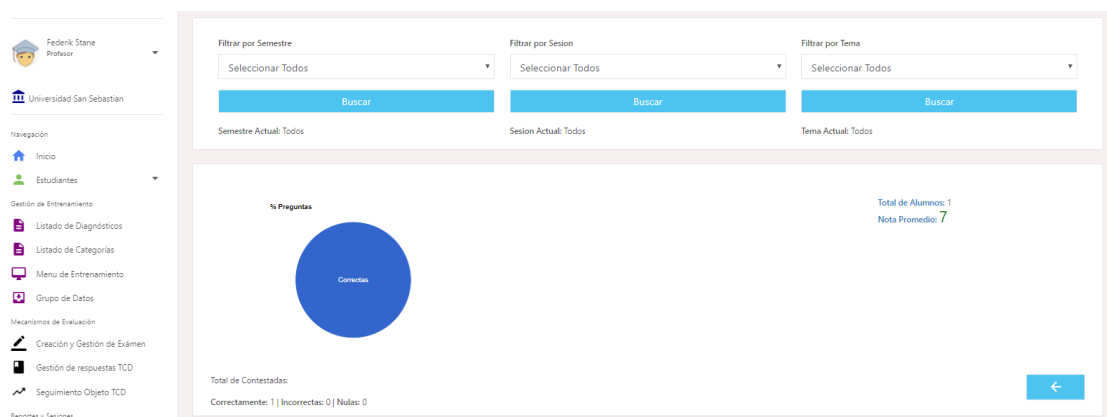 Federik Stane
Profesor
Universidad San Sebastian
Navegación
Inicio
Estudiantes
Gestión de Entrenamiento
Listado de Diagnósticos
Listado de Categorías
Menu de Entrenamiento
Grupo de Datos
Mecanismos de Evaluación
Creación y Gestión de Exámen
Gestión de respuestas TCD
Seguimiento Objeto TCD
Reportes y Sesiones
Filtrar por Semestre
Seleccionar Todos
Buscar
Semestre Actual: Todos
Filtrar por Sesion
Seleccionar Todos
Buscar
Sesion Actual: Todos
Filtrar por Tema
Seleccionar Todos
Buscar
Tema Actual: Todos
% Preguntas
Correctas
Total de Alumnos: 1
Nota Promedio: 7
Total de Contestadas:
Correctamente: 1 | Incorrectas: 0 | Nulas: 0